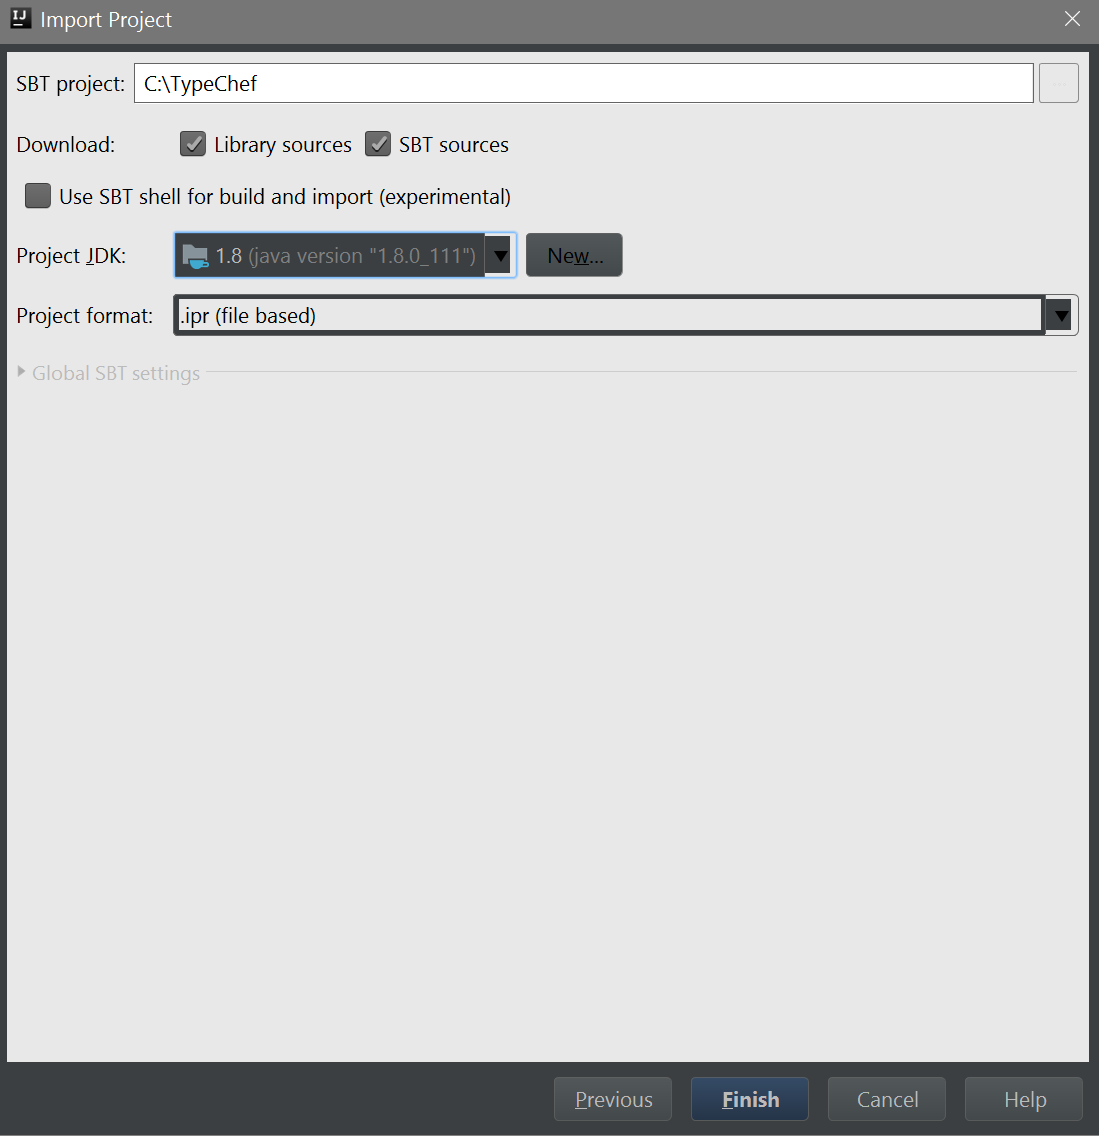 Import Project
SBT project: C:\TypeChef
Download: Library sources SBT sources
Use SBT shell for build and import (experimental)
Project JDK: 1.8 (java version "1.8.0_111") New...
Project format: .ipr (file based)
Global SBT settings
Previous Finish Cancel Help